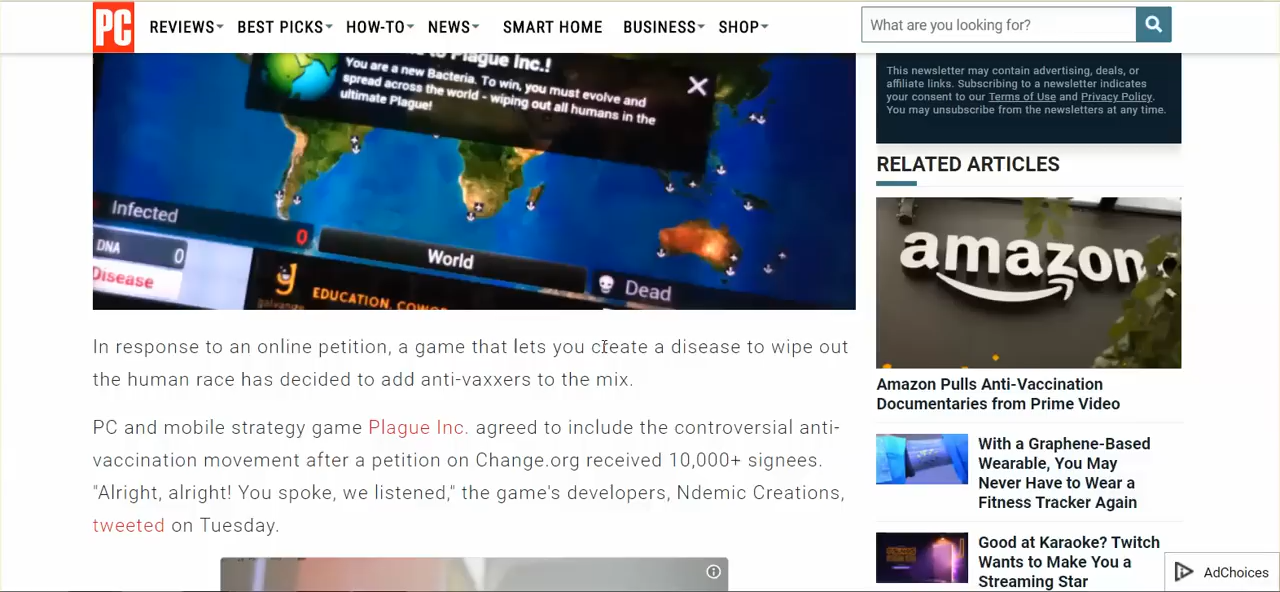 PC
REVIEWS
BEST PICKS
HOW-TO
NEWS
SMART HOME
BUSINESS
SHOP
What are you looking for?
to Plague Inc.!
You are a new Bacteria. To win, you must evolve and
spread across the world - wiping out all humans in the
ultimate Plague!
Infected
0
DNA
0
Disease
World
Dead
g
galvanize
EDUCATION, COWO
In response to an online petition, a game that lets you create a disease to wipe out
the human race has decided to add anti-vaxxers to the mix.
PC and mobile strategy game Plague Inc. agreed to include the controversial anti-
vaccination movement after a petition on Change.org received 10,000+ signees.
"Alright, alright! You spoke, we listened," the game's developers, Ndemic Creations,
tweeted on Tuesday.
This newsletter may contain advertising, deals, or
affiliate links. Subscribing to a newsletter indicates
your consent to our Terms of Use and Privacy Policy.
You may unsubscribe from the newsletters at any time.
RELATED ARTICLES
amazon
Amazon Pulls Anti-Vaccination
Documentaries from Prime Video
With a Graphene-Based
Wearable, You May
Never Have to Wear a
Fitness Tracker Again
Good at Karaoke? Twitch
Wants to Make You a
Streaming Star
AdChoices